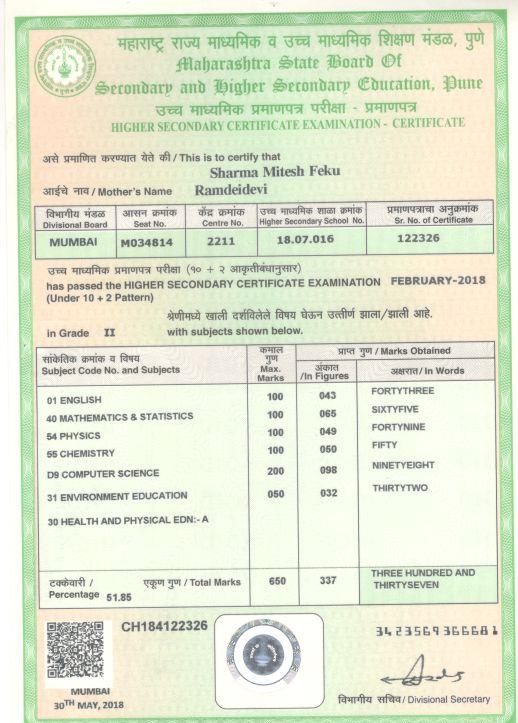 महाराष्ट्र राज्य माध्यमिक व उच्च माध्यमिक शिक्षण मंडळ, पुणे
Maharashtra State Board Of
Secondary and Higher Secondary Education, Pune
उच्च माध्यमिक प्रमाणपत्र परीक्षा - प्रमाणपत्र
HIGHER SECONDARY CERTIFICATE EXAMINATION - CERTIFICATE
असे प्रमाणित करण्यात येते की / This is to certify that
Sharma Mitesh Feku
आईचे नाव / Mother's Name Ramdeidevi
विभागीय मंडळ आसन क्रमांक केंद्र क्रमांक उच्च माध्यमिक शाळा क्रमांक प्रमाणपत्राचा अनुक्रमांक
Divisional Board Seat No. Centre No. Higher Secondary School No. Sr. No. of Certificate
MUMBAI M034814 2211 18.07.016 122326
उच्च माध्यमिक प्रमाणपत्र परीक्षा (१० + २ आकृतीबंधानुसार)
has passed the HIGHER SECONDARY CERTIFICATE EXAMINATION FEBRUARY-2018
(Under 10 + 2 Pattern)
श्रेणीमध्ये खाली दर्शविलेले विषय घेऊन उत्तीर्ण झाला/झाली आहे.
in Grade II with subjects shown below.
सांकेतिक क्रमांक व विषय कमाल गुण प्राप्त गुण / Marks Obtained
Subject Code No. and Subjects Max. Marks अंकात /In Figures अक्षरात / In Words
01 ENGLISH 100 043 FORTYTHREE
40 MATHEMATICS & STATISTICS 100 065 SIXTYFIVE
54 PHYSICS 100 049 FORTYNINE
55 CHEMISTRY 100 050 FIFTY
D9 COMPUTER SCIENCE 200 098 NINETYEIGHT
31 ENVIRONMENT EDUCATION 050 032 THIRTYTWO
30 HEALTH AND PHYSICAL EDN:- A
टक्केवारी / एकूण गुण / Total Marks 650 337 THREE HUNDRED AND
Percentage 51.85 THIRTYSEVEN
CH184122326
3423569366681
MUMBAI
30TH MAY, 2018
विभागीय सचिव / Divisional Secretary